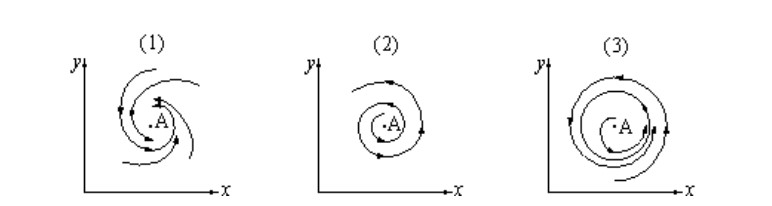 (1) (2) (3)
y y y
A A A
x x x